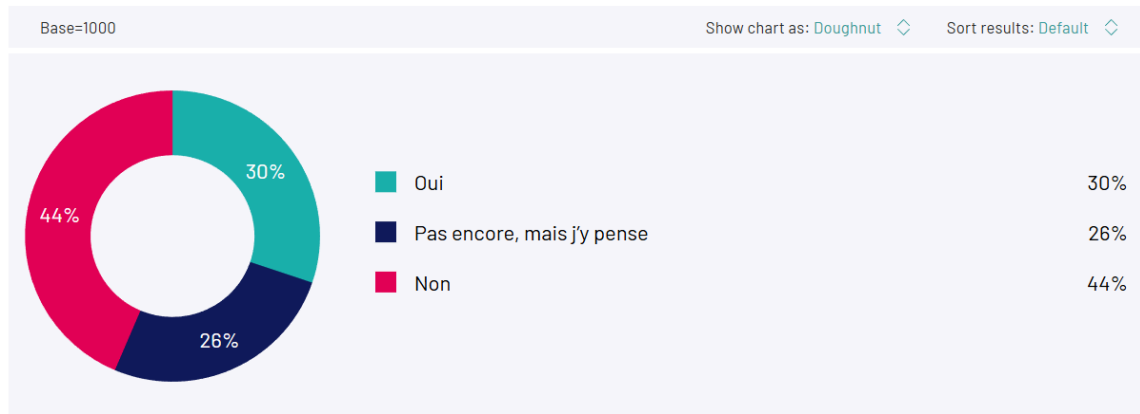 Base=1000
Show chart as: Doughnut
Sort results: Default
30%
44%
26%
Oui 30%
Pas encore, mais j'y pense 26%
Non 44%